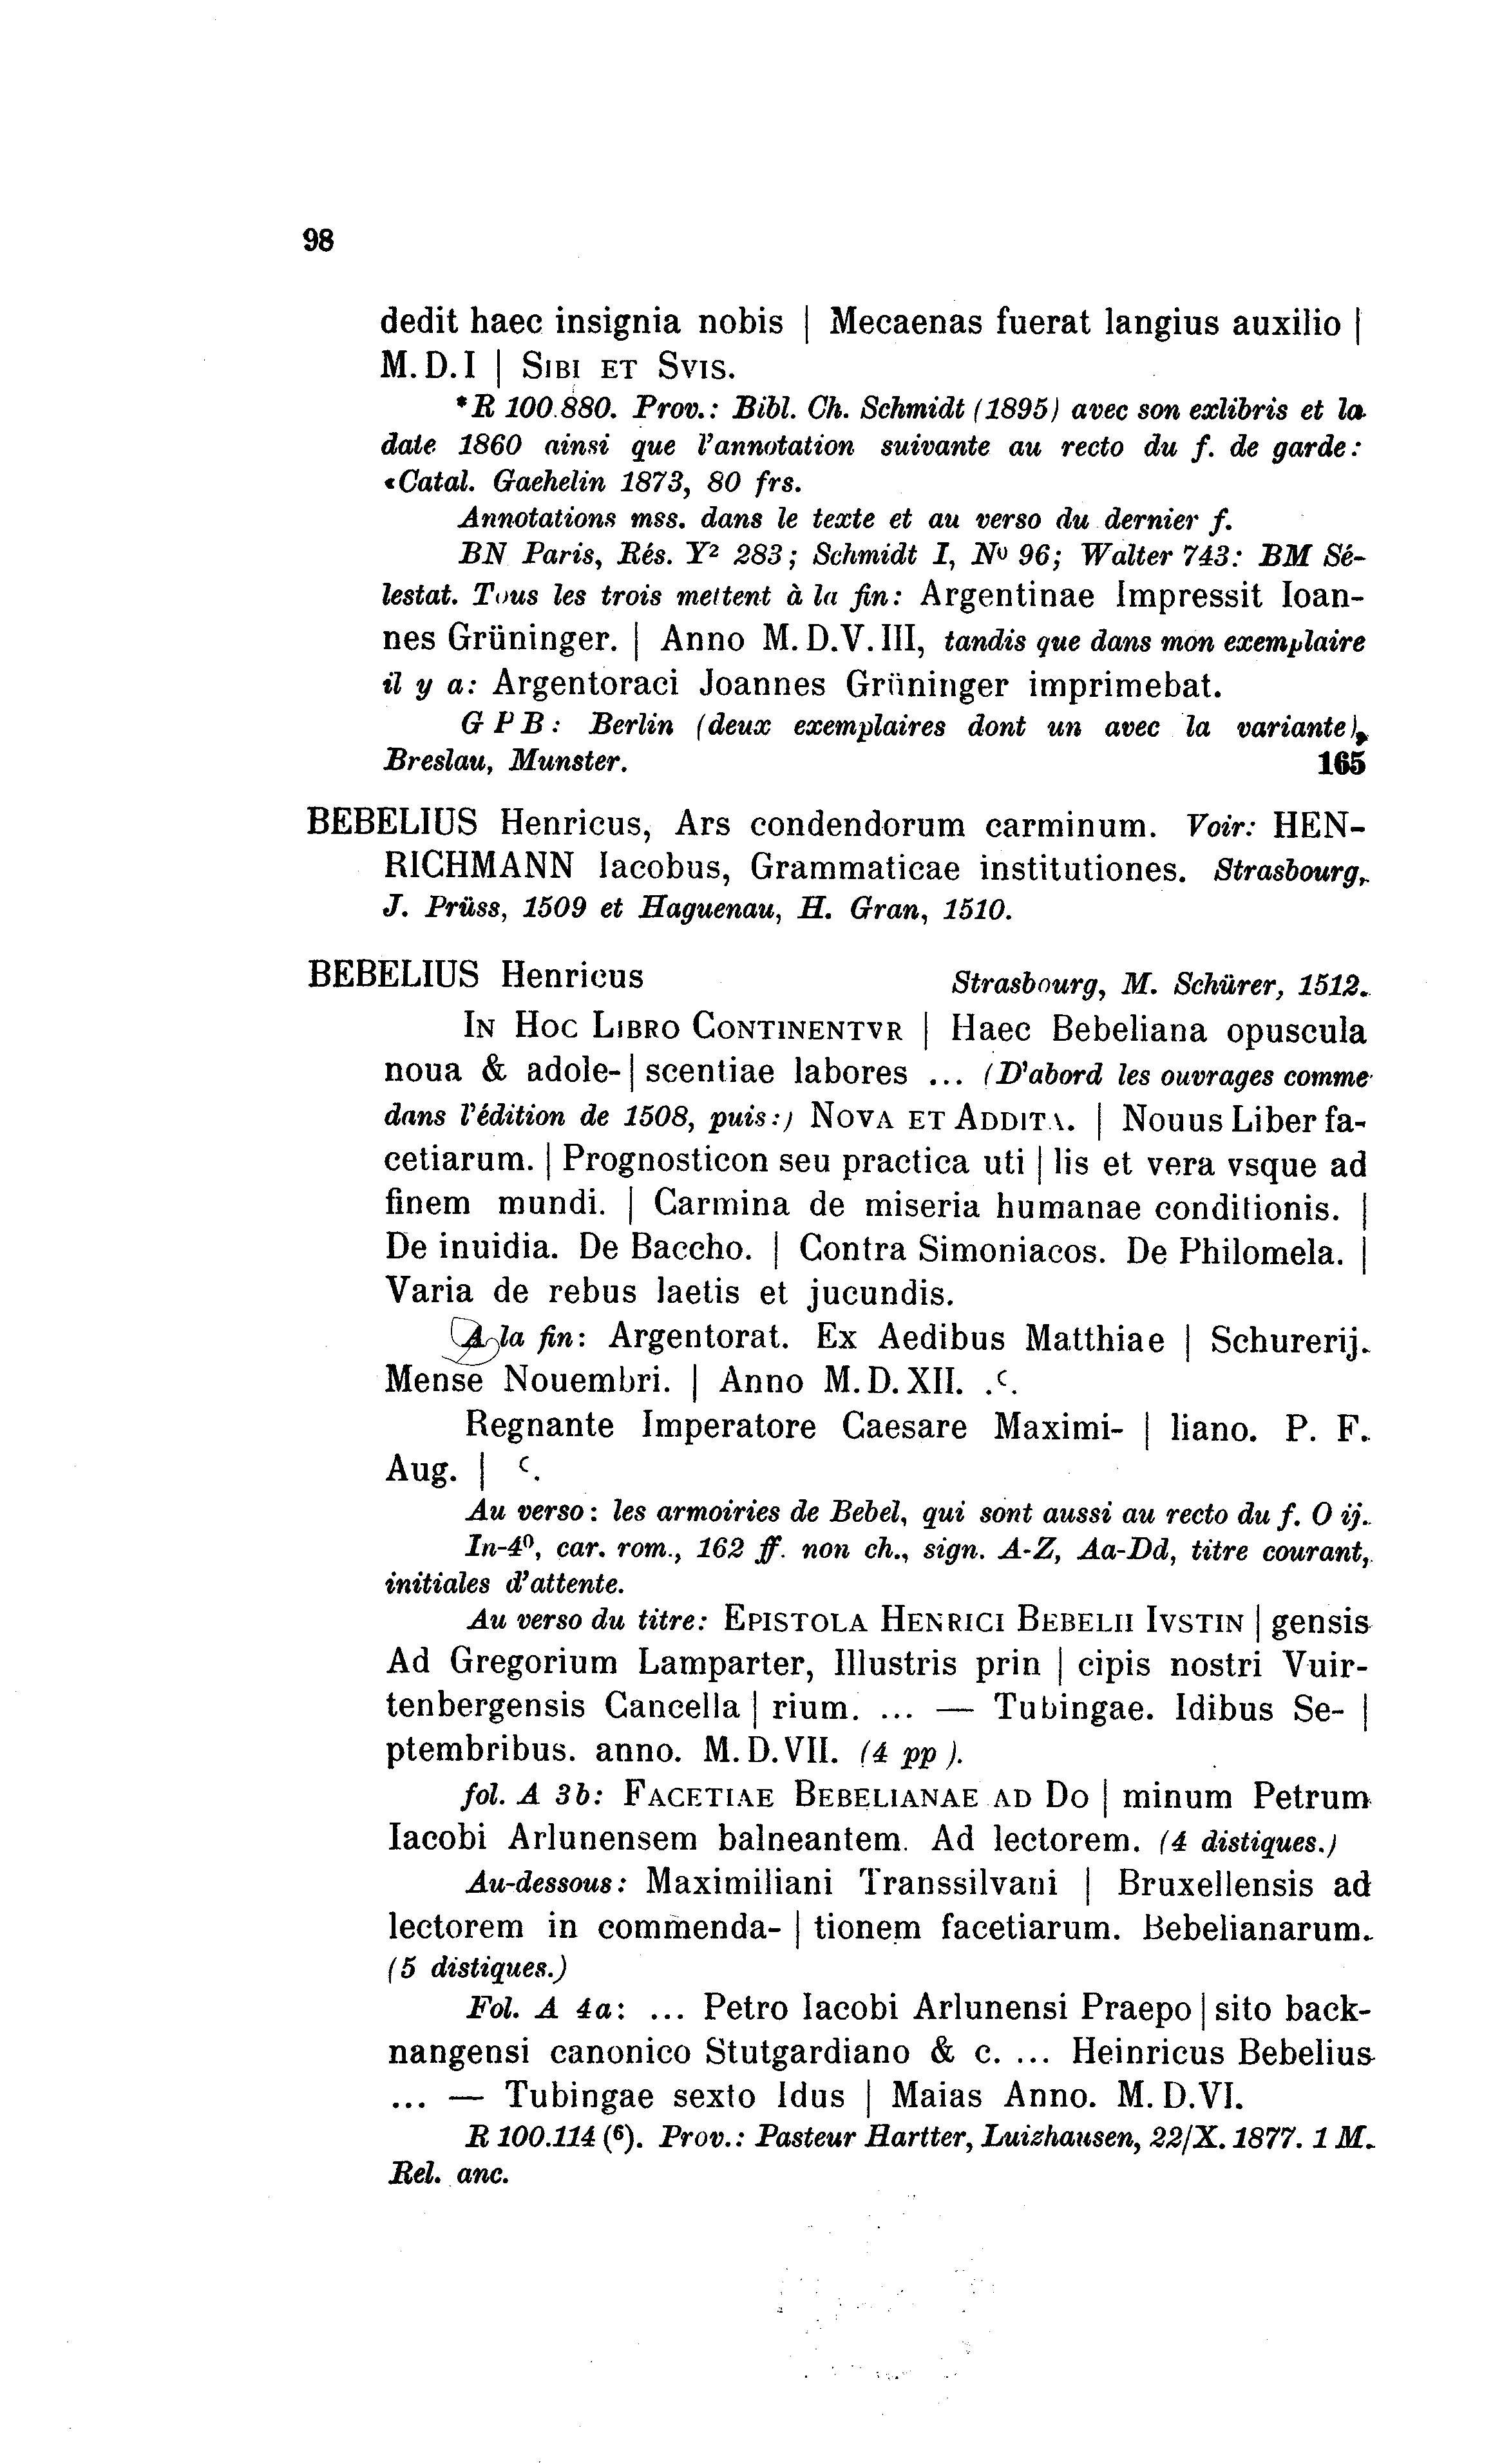 98
dedit haec insignia nobis | Mecaenas fuerat langius auxilio |
M.D.I | SIBI ET SVIS.
*R 100.880. Prov.: Bibl. Ch. Schmidt (1895) avec son exlibris et la
date 1860 ainsi que l'annotation suivante au recto du f. de garde:
«Catal. Gaehelin 1873, 80 frs.
Annotations mss. dans le texte et au verso du dernier f.
BN Paris, Rés. Y² 283; Schmidt I, Nº 96; Walter 743: BM Sé-
lestat. Tous les trois mettent à la fin: Argentinae Impressit Ioan-
nes Grüninger. | Anno M.D.V.III, tandis que dans mon exemplaire
il y a: Argentoraci Joannes Grüninger imprimebat.
G P B: Berlin (deux exemplaires dont un avec la variante),
Breslau, Munster. 165
BEBELIUS Henricus, Ars condendorum carminum. Voir: HEN-
RICHMANN Iacobus, Grammaticae institutiones. Strasbourg,
J. Prüss, 1509 et Haguenau, H. Gran, 1510.
BEBELIUS Henricus Strasbourg, M. Schürer, 1512.
IN HOC LIBRO CONTINENTVR | Haec Bebeliana opuscula
noua & adole-| scentiae labores ... (D'abord les ouvrages comme
dans l'édition de 1508, puis:) NOVA ET ADDITA. | Nouus Liber fa-
cetiarum. | Prognosticon seu practica uti | lis et vera vsque ad
finem mundi. | Carmina de miseria humanae conditionis. |
De inuidia. De Baccho. | Contra Simoniacos. De Philomela. |
Varia de rebus laetis et jucundis.
A la fin: Argentorat. Ex Aedibus Matthiae | Schurerij.
Mense Nouembri. | Anno M.D.XII. .c.
Regnante Imperatore Caesare Maximi- | liano. P. F.
Aug. | c.
Au verso: les armoiries de Bebel, qui sont aussi au recto du f. O ij.
In-4º, car. rom., 162 ff. non ch., sign. A-Z, Aa-Dd, titre courant,
initiales d'attente.
Au verso du titre: EPISTOLA HENRICI BEBELII IVSTIN | gensis
Ad Gregorium Lamparter, Illustris prin | cipis nostri Vuir-
tenbergensis Cancella | rium. ... — Tubingae. Idibus Se- |
ptembribus. anno. M.D.VII. (4 pp ).
fol. A 3b: FACETIAE BEBELIANAE AD DO | minum Petrum
Iacobi Arlunensem balneantem. Ad lectorem. (4 distiques.)
Au-dessous: Maximiliani Transsilvani | Bruxellensis ad
lectorem in commenda- | tionem facetiarum. Bebelianarum.
(5 distiques.)
Fol. A 4a: ... Petro Iacobi Arlunensi Praepo | sito back-
nangensi canonico Stutgardiano & c. ... Heinricus Bebelius
... — Tubingae sexto Idus | Maias Anno. M.D.VI.
R 100.114 (⁶). Prov.: Pasteur Hartter, Luizhausen, 22/X. 1877. 1 M.
Rel. anc.